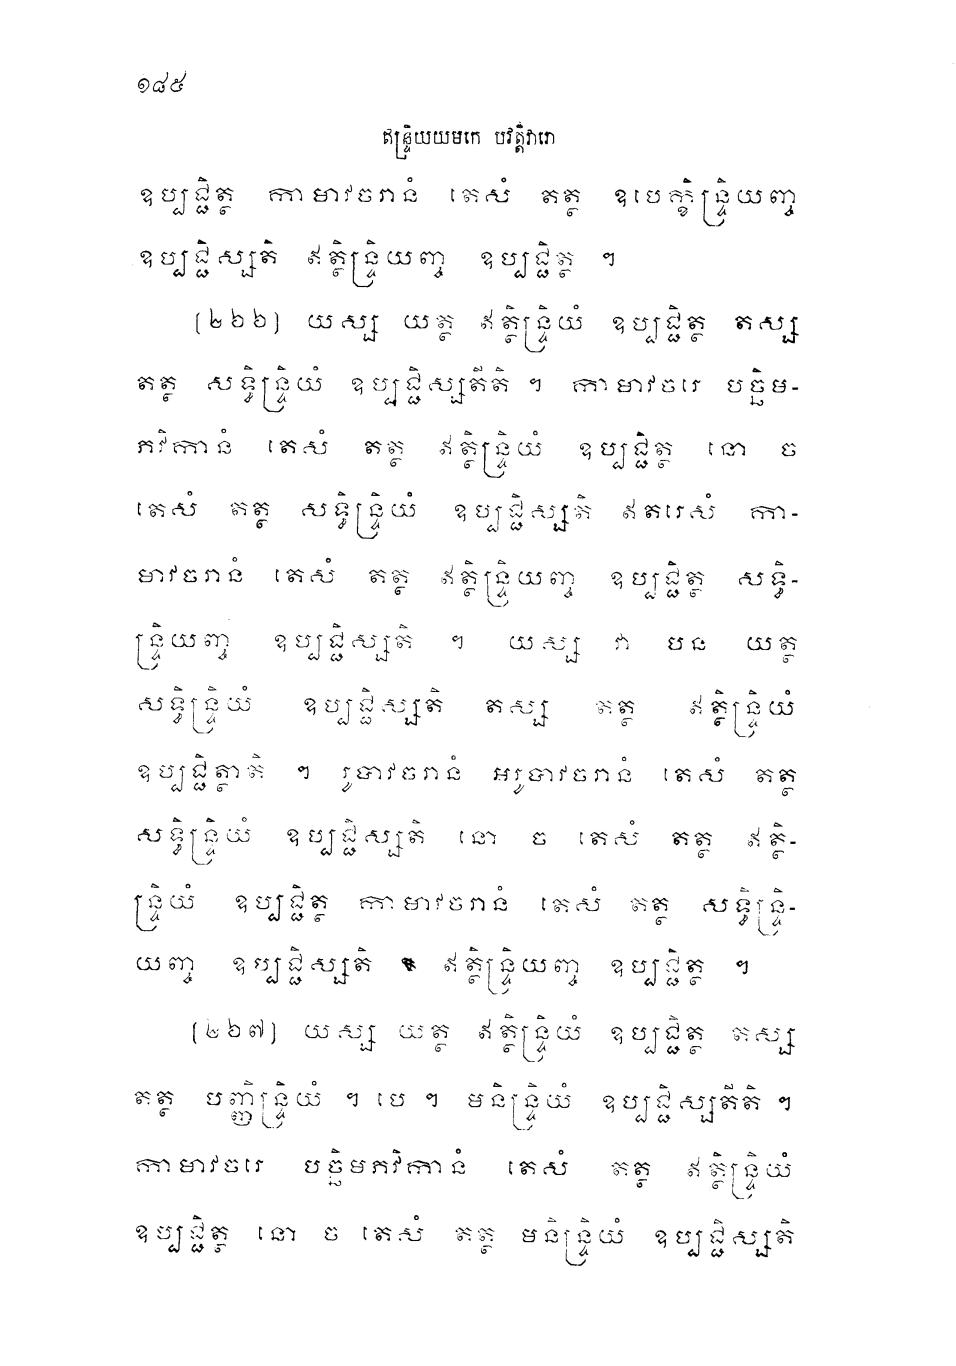 ១៨៥
ឥន្ទ្រិយយមកេ បវត្តិវារោ
ឧប្បជ្ជិត្ថ កាមាវចរានំ តេសំ តត្ថ ឧបេក្ខិន្ទ្រិយញ្ច
ឧប្បជ្ជិស្សតិ ឥត្ថិន្ទ្រិយញ្ច ឧប្បជ្ជិត្ថ ។
(២៦៦) យស្ស យត្ថ ឥត្ថិន្ទ្រិយំ ឧប្បជ្ជិត្ថ តស្ស
តត្ថ សទ្ធិន្ទ្រិយំ ឧប្បជ្ជិស្សតីតិ ។ កាមាវចរេ បច្ឆិម-
ភវិកានំ តេសំ តត្ថ ឥត្ថិន្ទ្រិយំ ឧប្បជ្ជិត្ថ នោ ច
តេសំ តត្ថ សទ្ធិន្ទ្រិយំ ឧប្បជ្ជិស្សតិ ឥតរេសំ កា-
មាវចរានំ តេសំ តត្ថ ឥត្ថិន្ទ្រិយញ្ច ឧប្បជ្ជិត្ថ សទ្ធិ-
ន្ទ្រិយញ្ច ឧប្បជ្ជិស្សតិ ។ យស្ស វា បន យត្ថ
សទ្ធិន្ទ្រិយំ ឧប្បជ្ជិស្សតិ តស្ស តត្ថ ឥត្ថិន្ទ្រិយំ
ឧប្បជ្ជិត្ថាតិ ។ រូបាវចរានំ អរូបាវចរានំ តេសំ តត្ថ
សទ្ធិន្ទ្រិយំ ឧប្បជ្ជិស្សតិ នោ ច តេសំ តត្ថ ឥត្ថិ-
ន្ទ្រិយំ ឧប្បជ្ជិត្ថ កាមាវចរានំ តេសំ តត្ថ សទ្ធិន្ទ្រិ-
យញ្ច ឧប្បជ្ជិស្សតិ ឥត្ថិន្ទ្រិយញ្ច ឧប្បជ្ជិត្ថ ។
(២៦៧) យស្ស យត្ថ ឥត្ថិន្ទ្រិយំ ឧប្បជ្ជិត្ថ តស្ស
តត្ថ បញ្ញិន្ទ្រិយំ ។ បេ ។ មនិន្ទ្រិយំ ឧប្បជ្ជិស្សតីតិ ។
កាមាវចរេ បច្ឆិមភវិកានំ តេសំ តត្ថ ឥត្ថិន្ទ្រិយំ
ឧប្បជ្ជិត្ថ នោ ច តេសំ តត្ថ មនិន្ទ្រិយំ ឧប្បជ្ជិស្សតិ